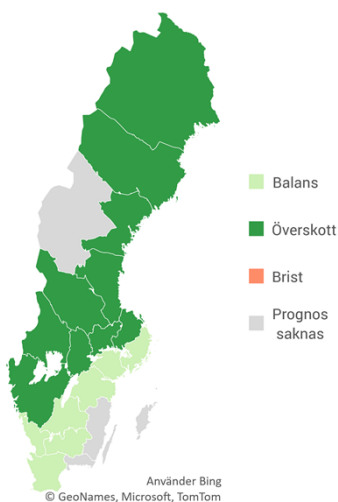 Balans
Överskott
Brist
Prognos
saknas
Använder Bing
© GeoNames, Microsoft, TomTom